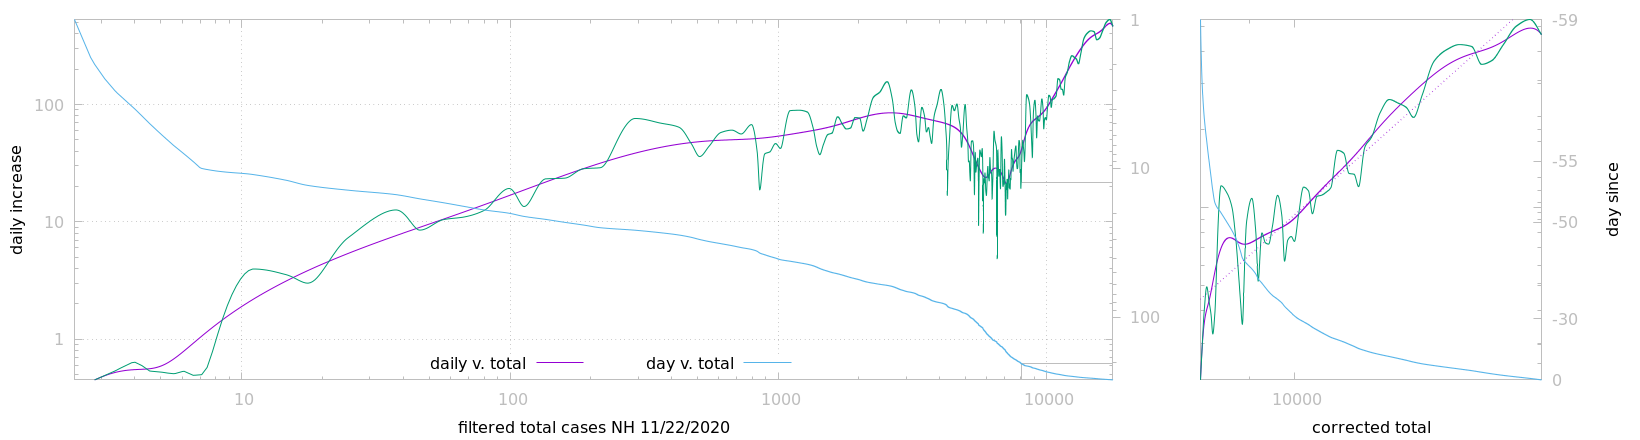 daily increase
100
10
1
daily v. total
day v. total
10
100
1000
10000
filtered total cases NH 11/22/2020
1
10
100
10000
corrected total
-59
-55
-50
-30
0
day since